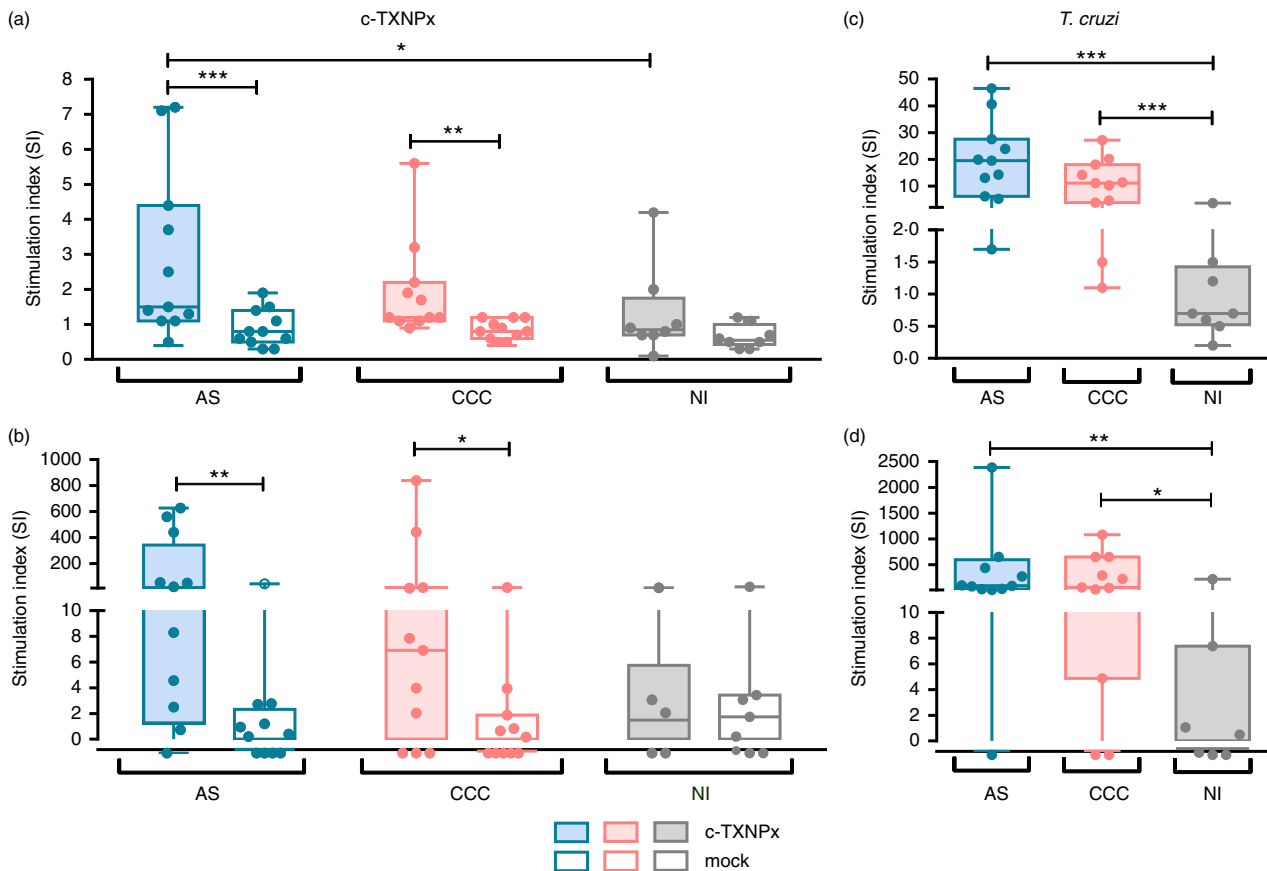 (a)
c-TXNPx
*
***
**
Stimulation index (SI)
8
7
6
5
4
3
2
1
0
AS
CCC
NI
(c)
T. cruzi
***
***
Stimulation index (SI)
50
40
30
20
10
2·0
1·5
1·0
0·5
0·0
AS
CCC
NI
(b)
**
*
Stimulation index (SI)
1000
800
600
400
200
10
8
6
4
2
0
AS
CCC
NI
(d)
**
*
Stimulation index (SI)
2500
2000
1500
1000
500
10
8
6
4
2
0
AS
CCC
NI
c-TXNPx
mock